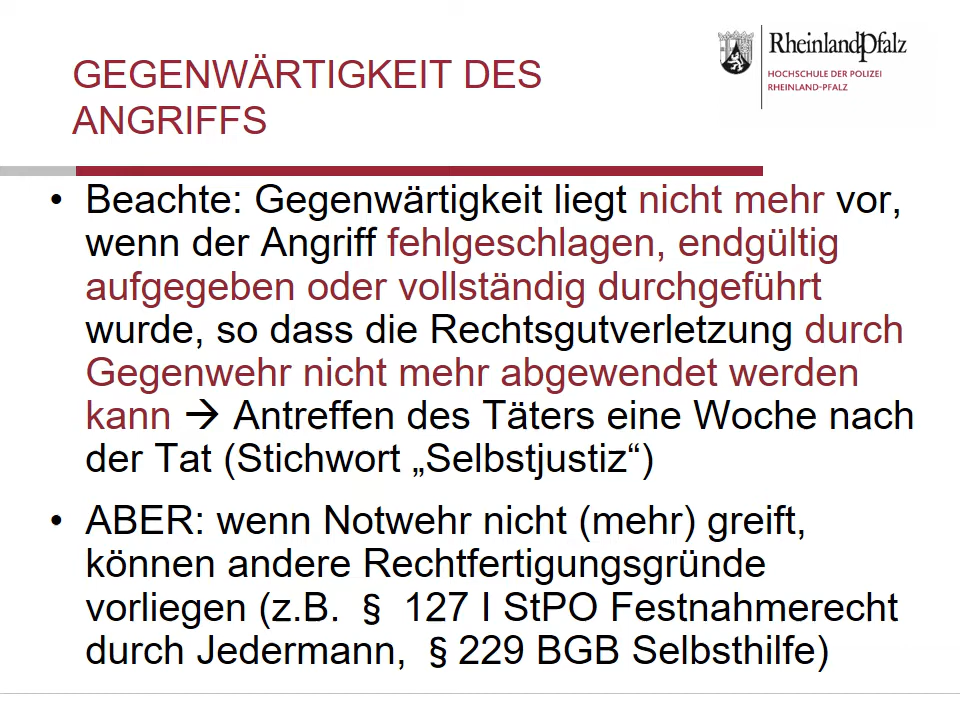 RheinlandPfalz
HOCHSCHULE DER POLIZEI
RHEINLAND-PFALZ
GEGENWÄRTIGKEIT DES
ANGRIFFS
• Beachte: Gegenwärtigkeit liegt nicht mehr vor,
wenn der Angriff fehlgeschlagen, endgültig
aufgegeben oder vollständig durchgeführt
wurde, so dass die Rechtsgutverletzung durch
Gegenwehr nicht mehr abgewendet werden
kann → Antreffen des Täters eine Woche nach
der Tat (Stichwort „Selbstjustiz“)
• ABER: wenn Notwehr nicht (mehr) greift,
können andere Rechtfertigungsgründe
vorliegen (z.B. § 127 I StPO Festnahmerecht
durch Jedermann, § 229 BGB Selbsthilfe)